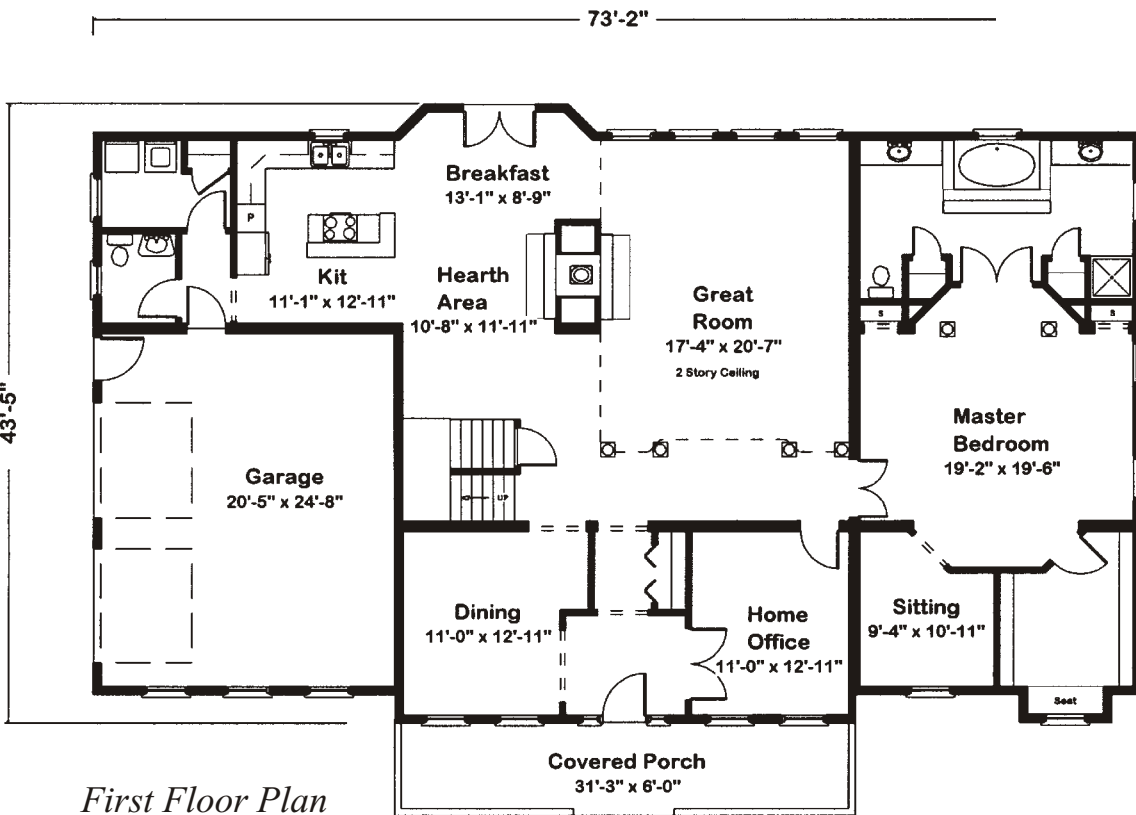 73'-2"
Breakfast
13'-1" x 8'-9"
P
Kit
11'-1" x 12'-11"
Hearth
Area
10'-8" x 11'-11"
Great
Room
17'-4" x 20'-7"
2 Story Ceiling
S
S
43'-5"
Master
Bedroom
19'-2" x 19'-6"
Garage
20'-5" x 24'-8"
UP
Dining
11'-0" x 12'-11"
Home
Office
11'-0" x 12'-11"
Sitting
9'-4" x 10'-11"
Seat
Covered Porch
31'-3" x 6'-0"
First Floor Plan